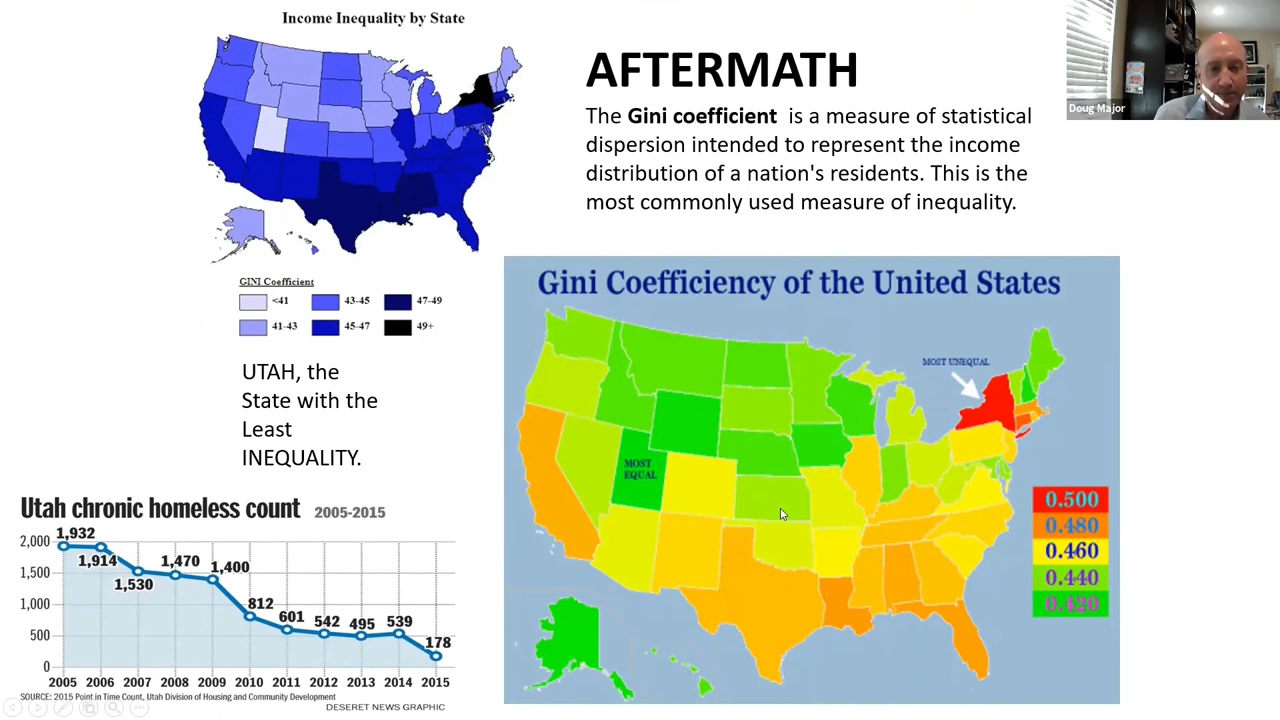 Income Inequality by State
GINI Coefficient
<41
43-45
47-49
41-43
45-47
49+
UTAH, the
State with the
Least
INEQUALITY.
AFTERMATH
The Gini coefficient is a measure of statistical
dispersion intended to represent the income
distribution of a nation's residents. This is the
most commonly used measure of inequality.
Doug Major
Gini Coefficiency of the United States
MOST UNEQUAL
MOST
EQUAL
0.500
0.480
0.460
0.440
0.420
Utah chronic homeless count 2005-2015
2,000
1,500
1,000
500
0
1,932
1,914
1,530
1,470
1,400
812
601
542
495
539
178
2005 2006 2007 2008 2009 2010 2011 2012 2013 2014 2015
SOURCE: 2015 Point in Time Count, Utah Division of Housing and Community Development
DESERET NEWS GRAPHIC